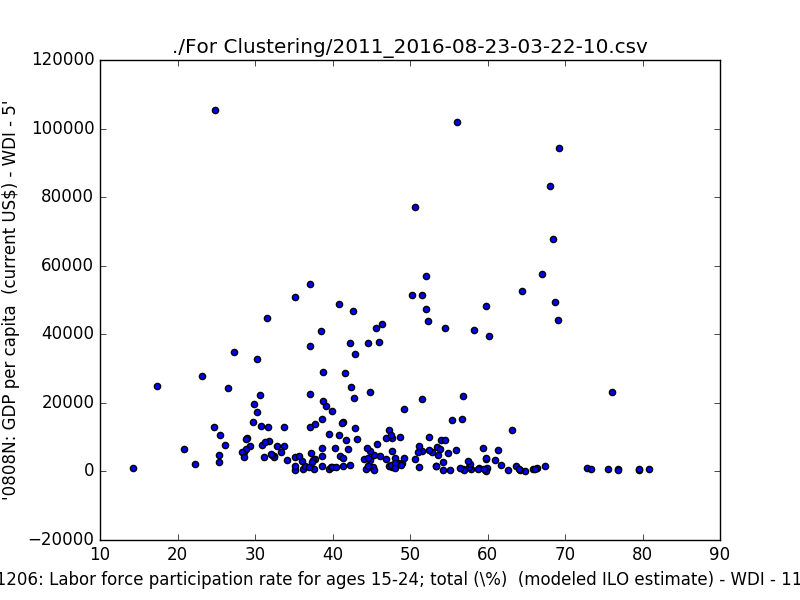 ./For Clustering/2011_2016-08-23-03-22-10.csv
'0808N: GDP per capita  (current US$) - WDI - 5'
120000
100000
80000
60000
40000
20000
0
−20000
10 20 30 40 50 60 70 80 90
1206: Labor force participation rate for ages 15-24; total (\%)  (modeled ILO estimate) - WDI - 11